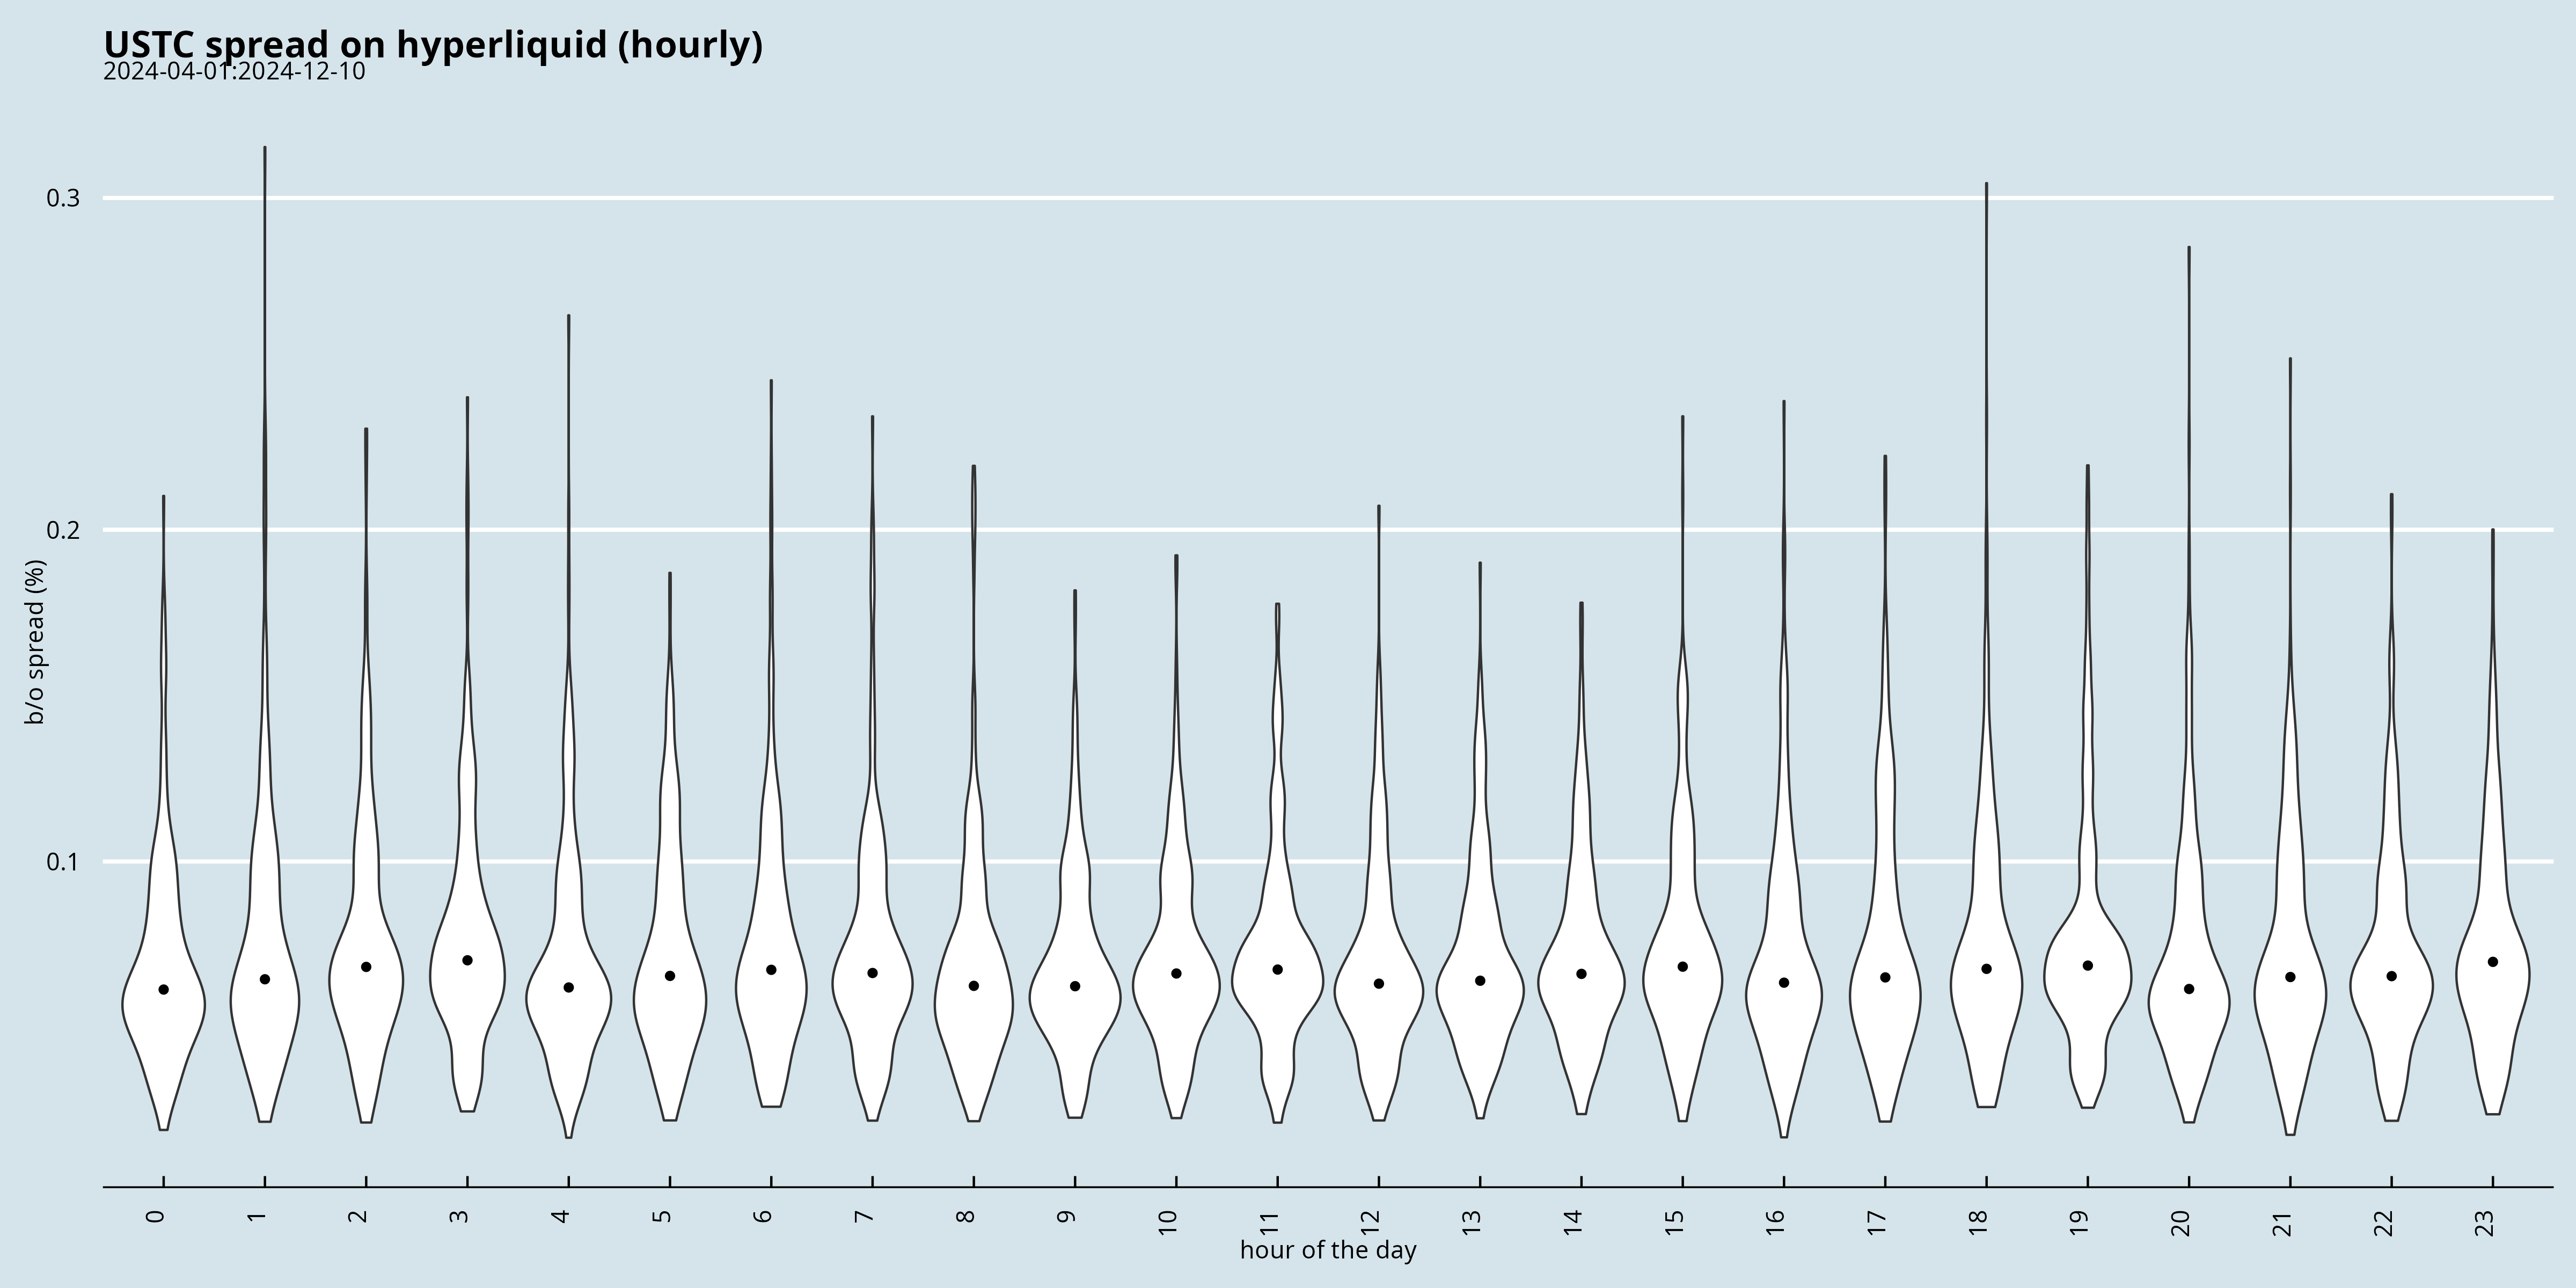 USTC spread on hyperliquid (hourly)
2024-04-01:2024-12-10
b/o spread (%)
0.3
0.2
0.1
0 1 2 3 4 5 6 7 8 9 10 11 12 13 14 15 16 17 18 19 20 21 22 23
hour of the day